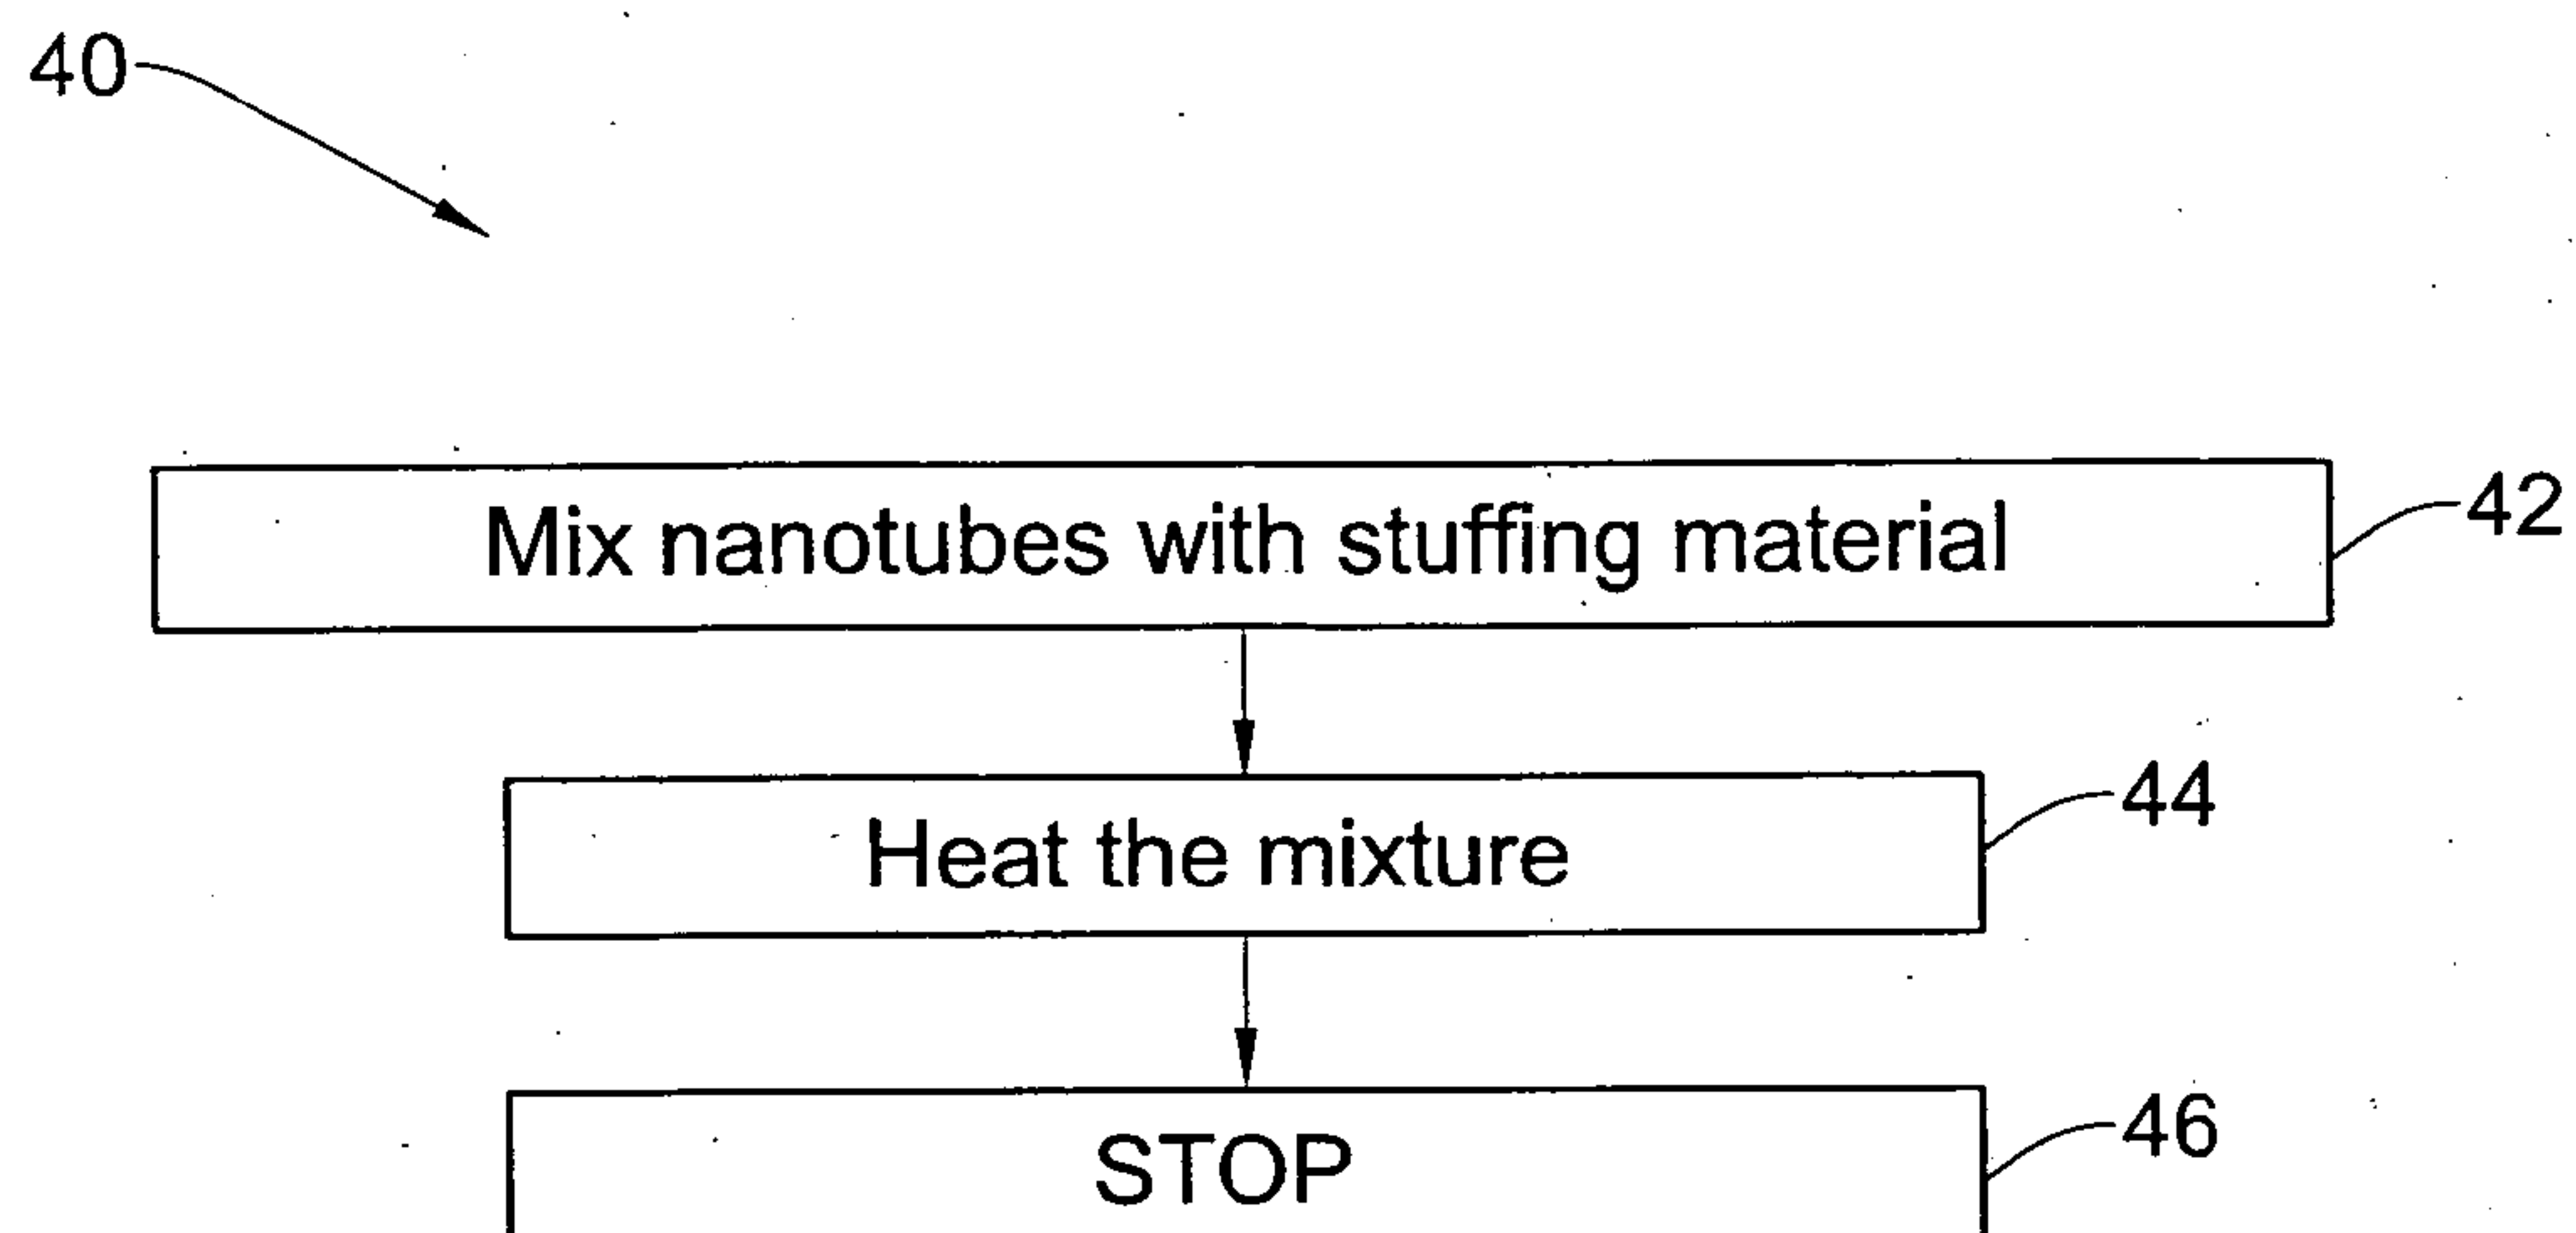 40
Mix nanotubes with stuffing material
42
Heat the mixture
44
STOP
46